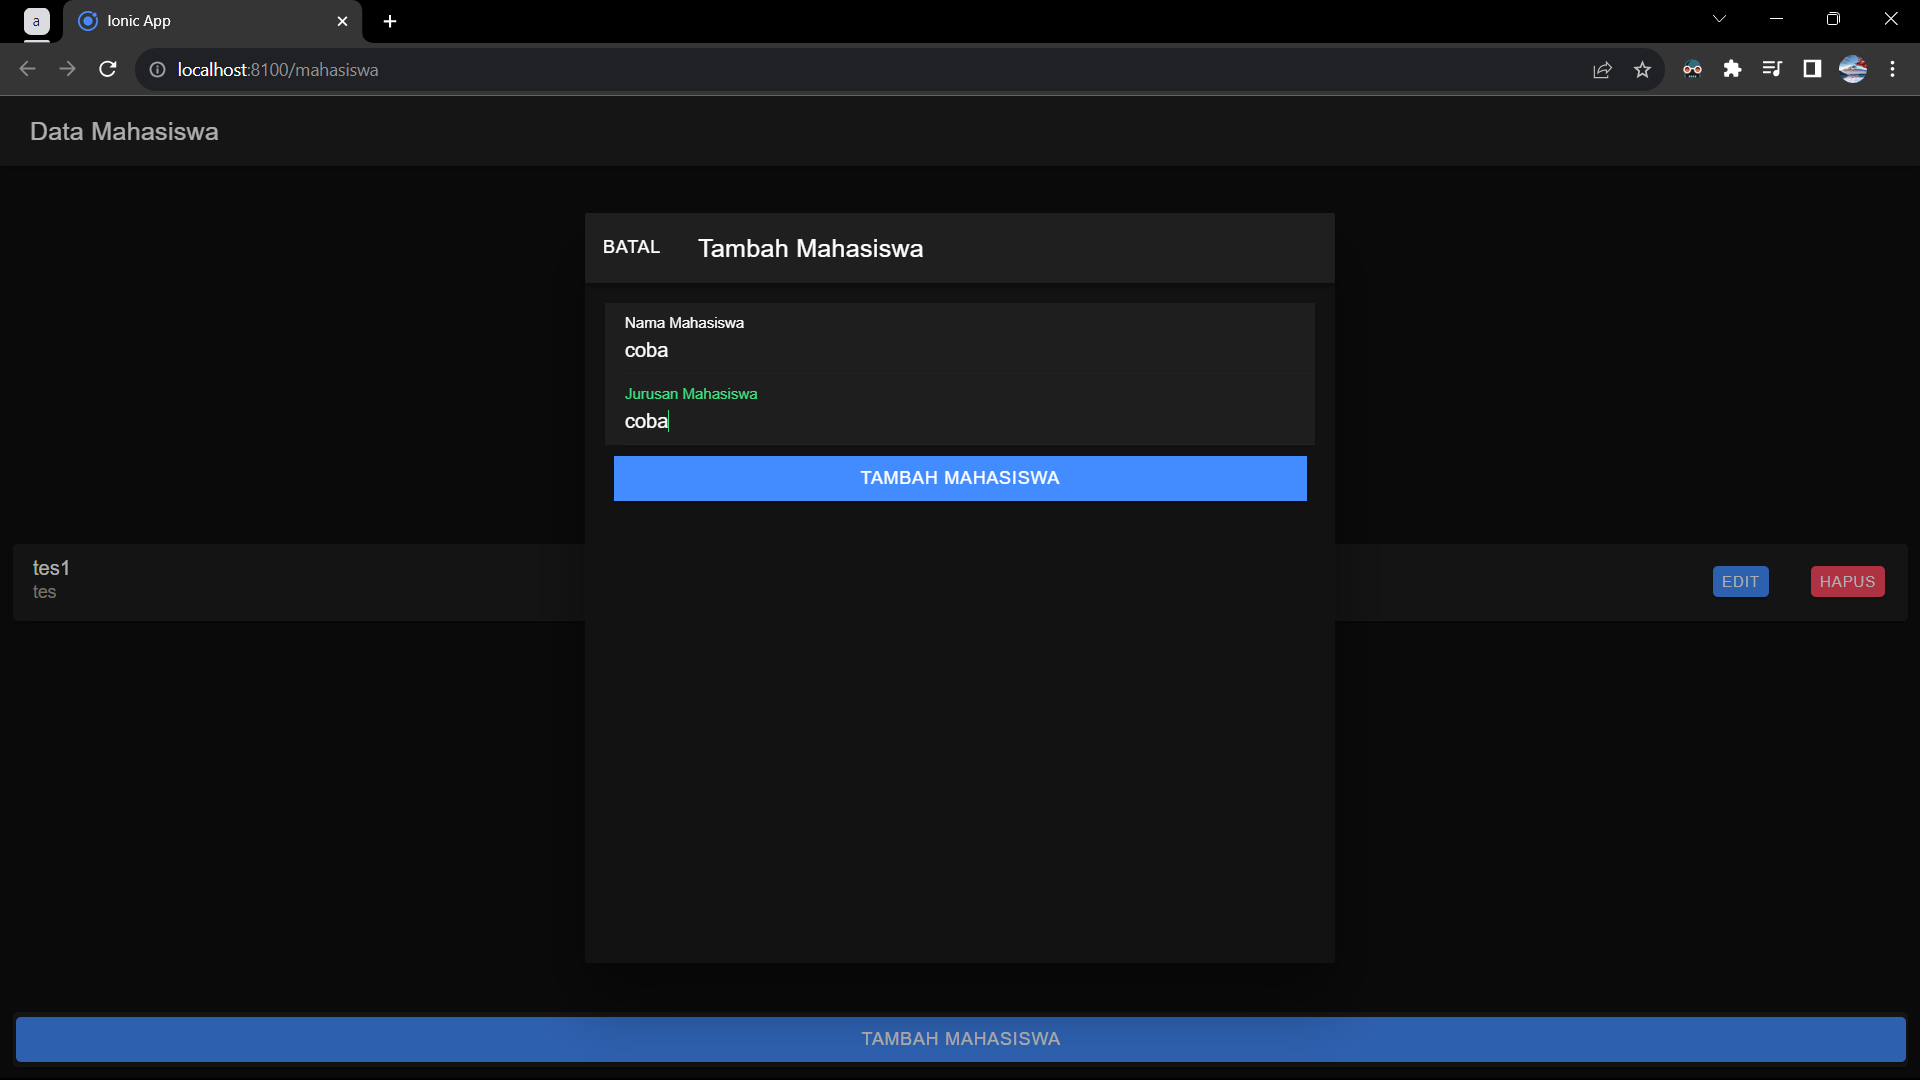 a
Ionic App
localhost:8100/mahasiswa
Data Mahasiswa
BATAL
Tambah Mahasiswa
Nama Mahasiswa
coba
Jurusan Mahasiswa
coba
TAMBAH MAHASISWA
tes1
tes
EDIT
HAPUS
TAMBAH MAHASISWA